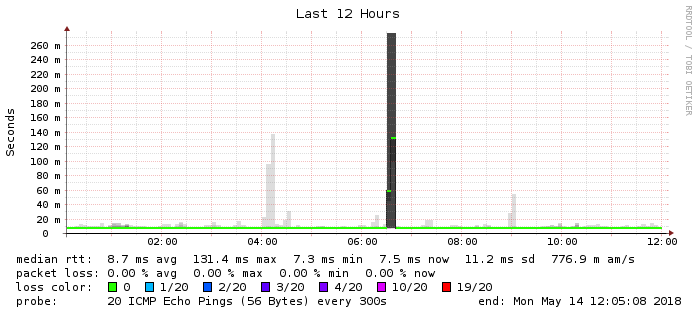 Last 12 Hours
RRDTOOL / TOBI OETIKER
Seconds
260 m
240 m
220 m
200 m
180 m
160 m
140 m
120 m
100 m
80 m
60 m
40 m
20 m
0
02:00 04:00 06:00 08:00 10:00 12:00
median rtt: 8.7 ms avg 131.4 ms max 7.3 ms min 7.5 ms now 11.2 ms sd 776.9 m am/s
packet loss: 0.00 % avg 0.00 % max 0.00 % min 0.00 % now
loss color: 0 1/20 2/20 3/20 4/20 10/20 19/20
probe: 20 ICMP Echo Pings (56 Bytes) every 300s end: Mon May 14 12:05:08 2018